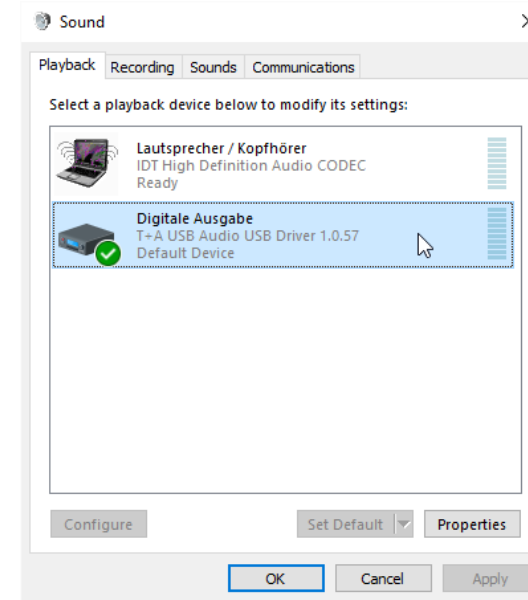 Sound
Playback Recording Sounds Communications
Select a playback device below to modify its settings:
Lautsprecher / Kopfhörer
IDT High Definition Audio CODEC
Ready
Digitale Ausgabe
T+A USB Audio USB Driver 1.0.57
Default Device
Configure Set Default Properties
OK Cancel Apply